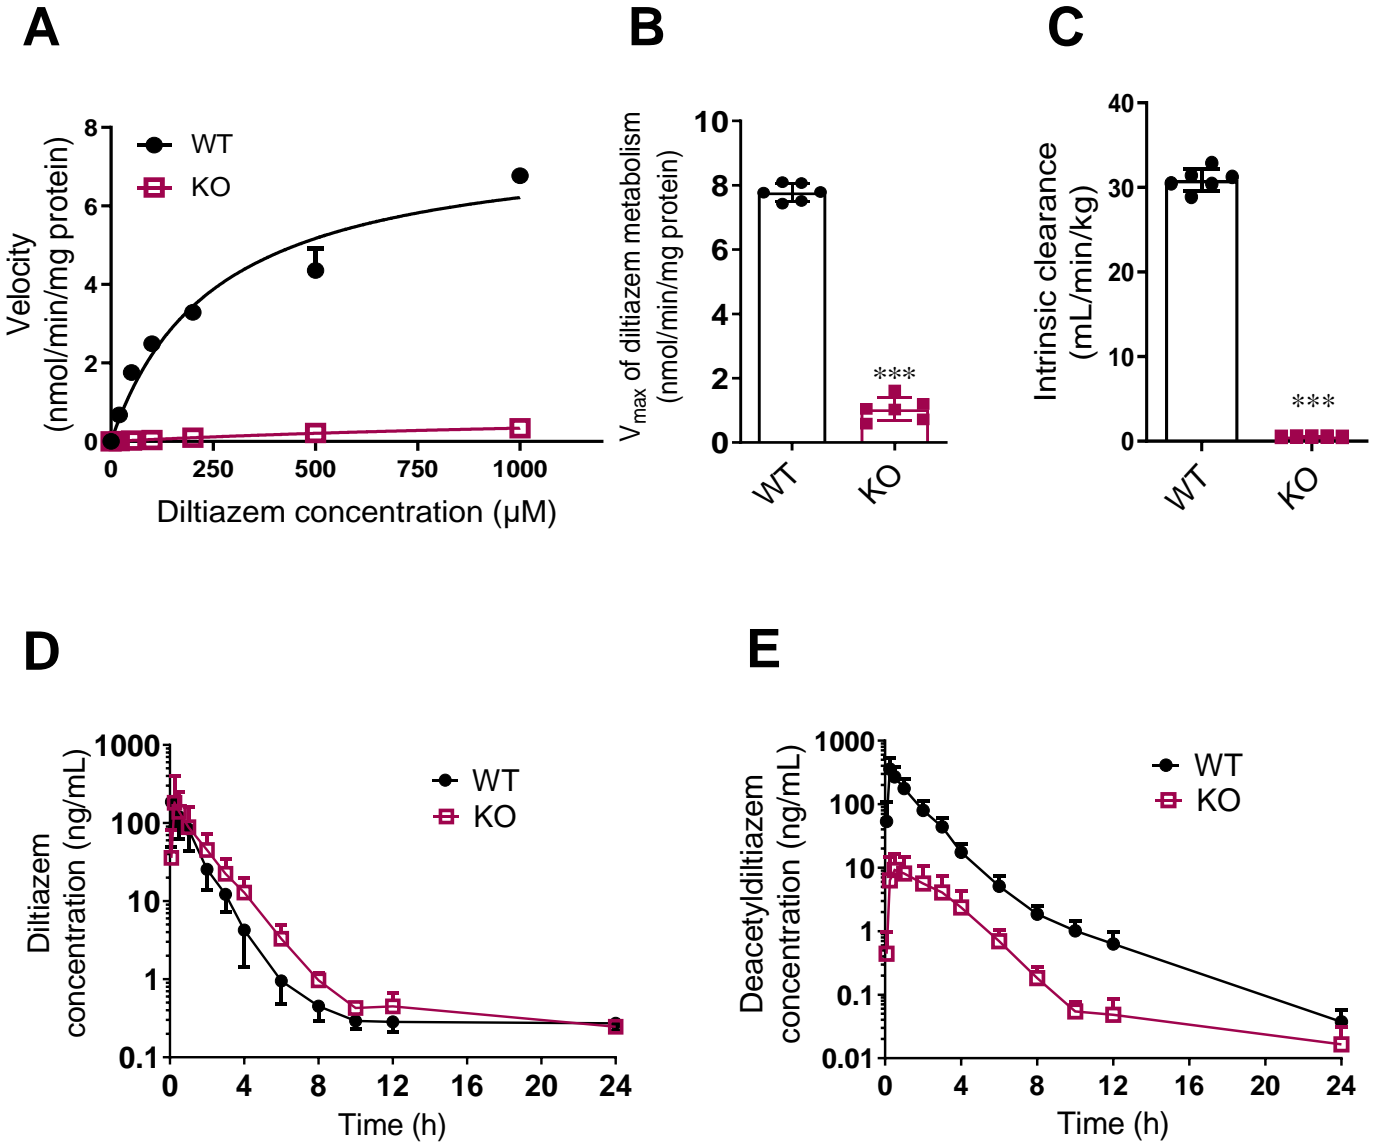 A
Velocity
(nmol/min/mg protein)
8
6
4
2
0
WT
KO
0 250 500 750 1000
Diltiazem concentration (µM)
B
Vmax of diltiazem metabolism
(nmol/min/mg protein)
10
8
6
4
2
0
***
WT KO
C
Intrinsic clearance
(mL/min/kg)
40
30
20
10
0
***
WT KO
D
Diltiazem
concentration (ng/mL)
1000
100
10
1
0.1
WT
KO
0 4 8 12 16 20 24
Time (h)
E
Deacetyldiltiazem
concentration (ng/mL)
1000
100
10
1
0.1
0.01
WT
KO
0 4 8 12 16 20 24
Time (h)